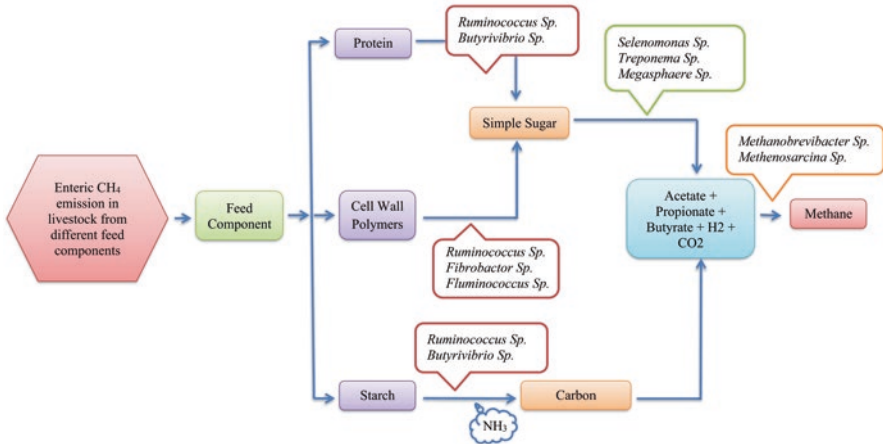 Enteric CH4
emission in
livestock from
different feed
components
Feed
Component
Protein
Ruminococcus Sp.
Butyrivibrio Sp.
Selenomonas Sp.
Treponema Sp.
Megasphaere Sp.
Simple Sugar
Methanobrevibacter Sp.
Methenosarcina Sp.
Cell Wall
Polymers
Acetate +
Propionate +
Butyrate + H2 +
CO2
Methane
Ruminococcus Sp.
Fibrobactor Sp.
Fluminococcus Sp.
Ruminococcus Sp.
Butyrivibrio Sp.
Starch
NH3
Carbon